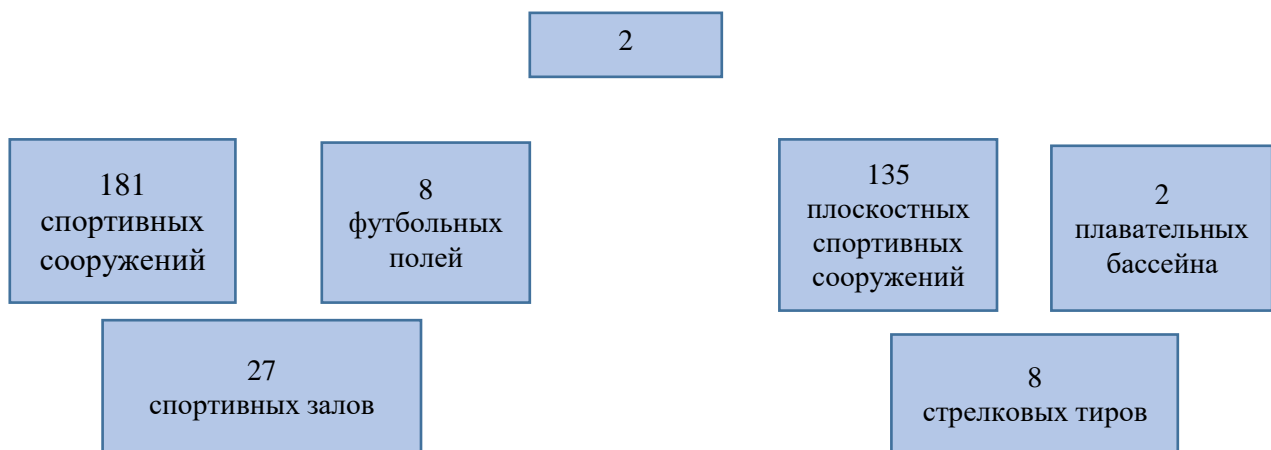 2
181
спортивных
сооружений
8
футбольных
полей
135
плоскостных
спортивных
сооружений
2
плавательных
бассейна
27
спортивных залов
8
стрелковых тиров